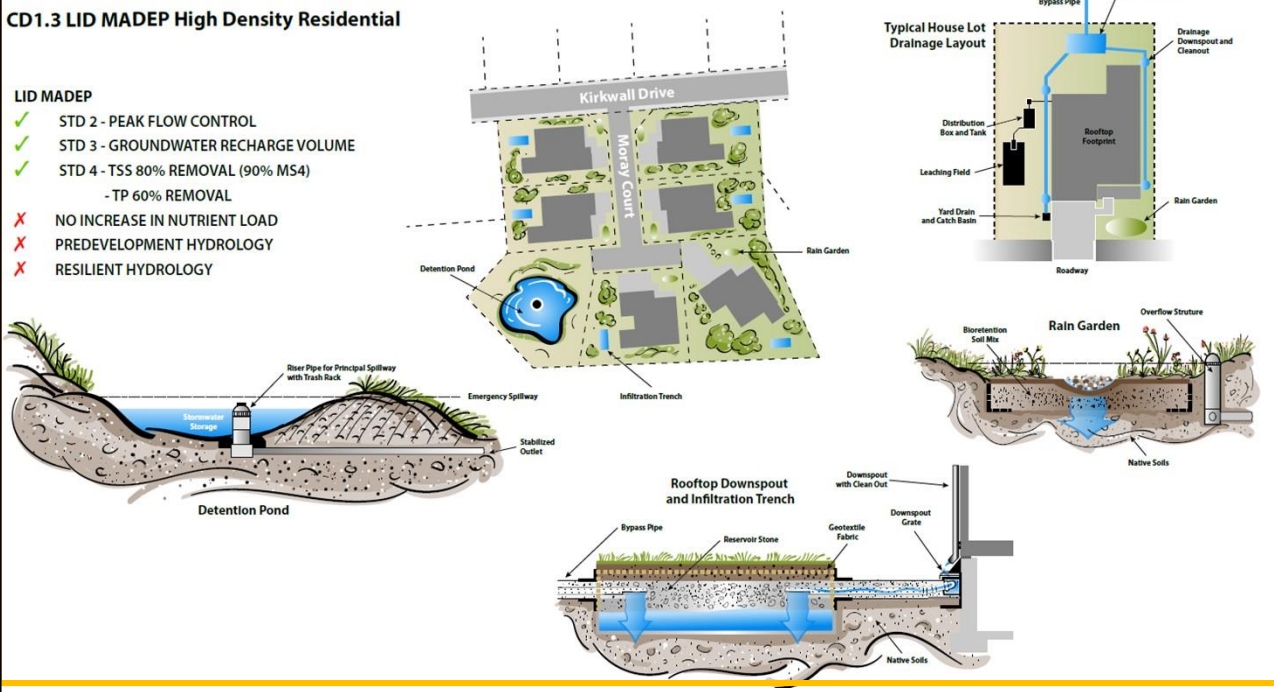 CD1.3 LID MADEP High Density Residential
LID MADEP
✓ STD 2 - PEAK FLOW CONTROL
✓ STD 3 - GROUNDWATER RECHARGE VOLUME
✓ STD 4 - TSS 80% REMOVAL (90% MS4)
- TP 60% REMOVAL
✗ NO INCREASE IN NUTRIENT LOAD
✗ PREDEVELOPMENT HYDROLOGY
✗ RESILIENT HYDROLOGY
Kirkwall Drive
Moray Court
Rain Garden
Detention Pond
Infiltration Trench
Typical House Lot
Drainage Layout
Bypass Pipe
Drainage
Downspout and
Cleanout
Distribution
Box and Tank
Rooftop
Footprint
Leaching Field
Yard Drain
and Catch Basin
Rain Garden
Roadway
Riser Pipe for Principal Spillway
with Trash Rack
Emergency Spillway
Stormwater
Storage
Stabilized
Outlet
Detention Pond
Rain Garden
Overflow Struture
Bioretention
Soil Mix
Native Soils
Rooftop Downspout
and Infiltration Trench
Downspout
with Clean Out
Downspout
Grate
Bypass Pipe
Reservoir Stone
Geotextile
Fabric
Native Soils